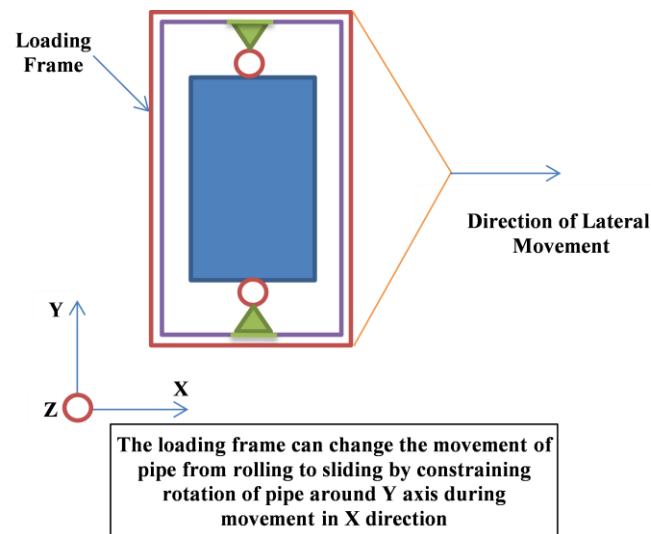 Loading
Frame
Direction of Lateral
Movement
Y
X
Z
The loading frame can change the movement of
pipe from rolling to sliding by constraining
rotation of pipe around Y axis during
movement in X direction